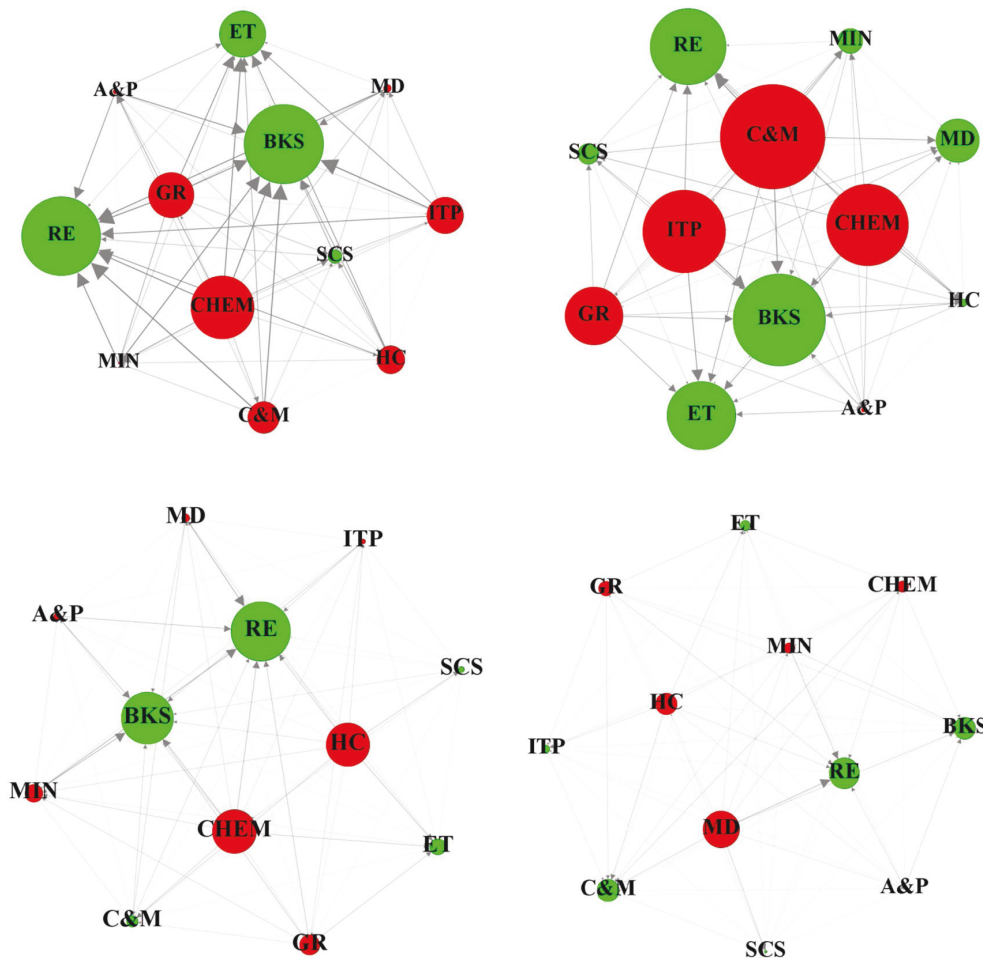 ET
A&P
MD
BKS
GR
ITP
RE
SCS
CHEM
MIN
HC
C&M
RE
MIN
C&M
SCS
MD
ITP
CHEM
HC
GR
BKS
A&P
ET
MD
ITP
A&P
RE
SCS
BKS
HC
MIN
CHEM
ET
C&M
GR
ET
GR
CHEM
MIN
HC
BKS
ITP
RE
MD
C&M
A&P
SCS